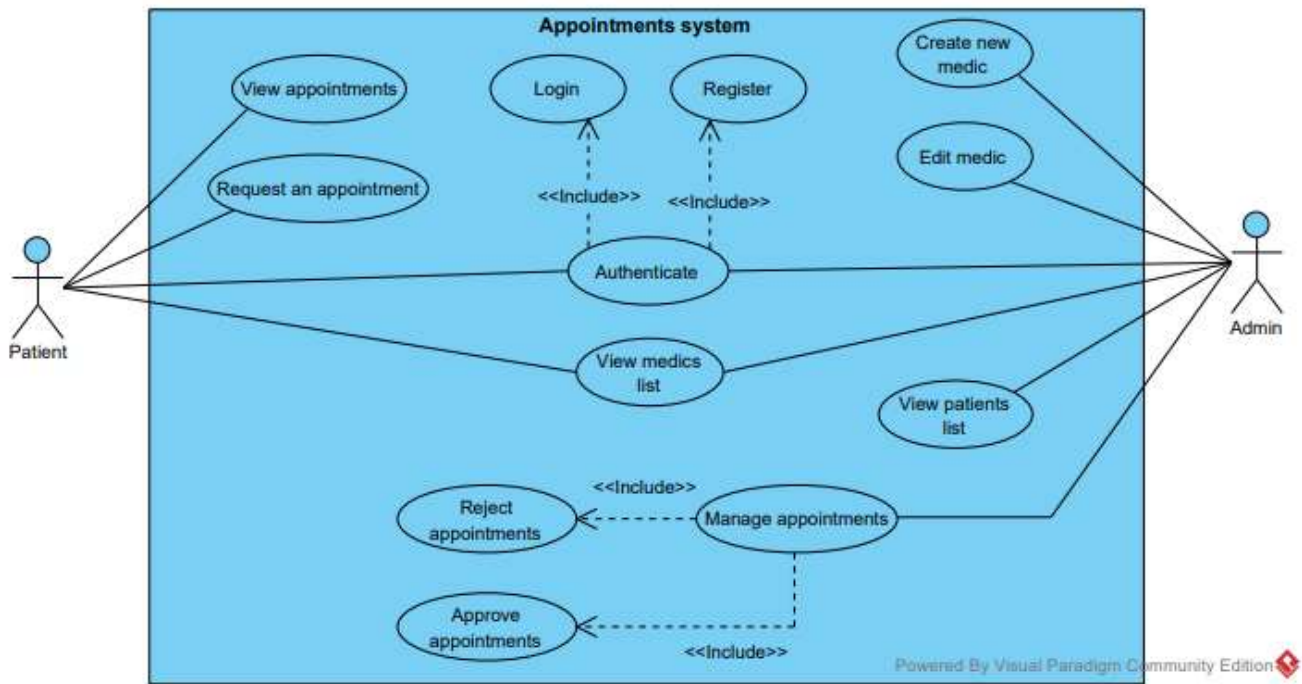 Appointments system
View appointments
Login
Register
Create new
medic
Request an appointment
Edit medic
<<Include>>
<<Include>>
Authenticate
Patient
Admin
View medics
list
View patients
list
<<Include>>
Reject
appointments
Manage appointments
Approve
appointments
<<Include>>
Powered By Visual Paradigm Community Edition